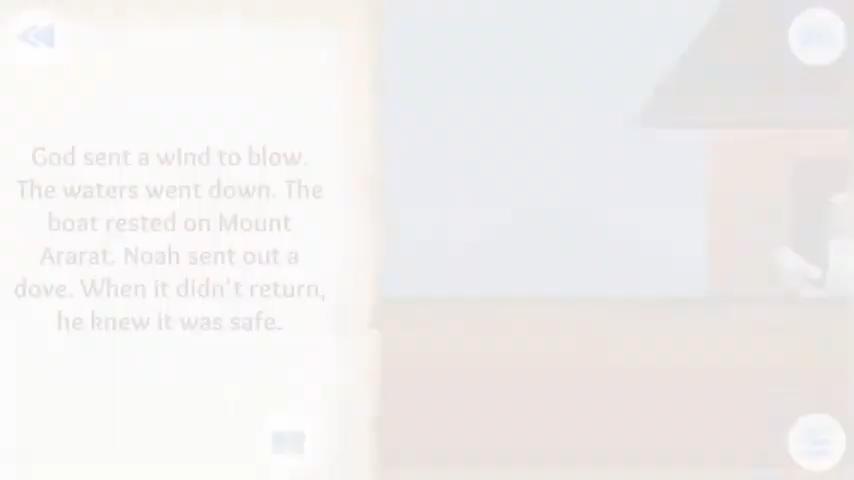 God sent a wind to blow.
The waters went down. The
boat rested on Mount
Ararat. Noah sent out a
dove. When it didn't return,
he knew it was safe.